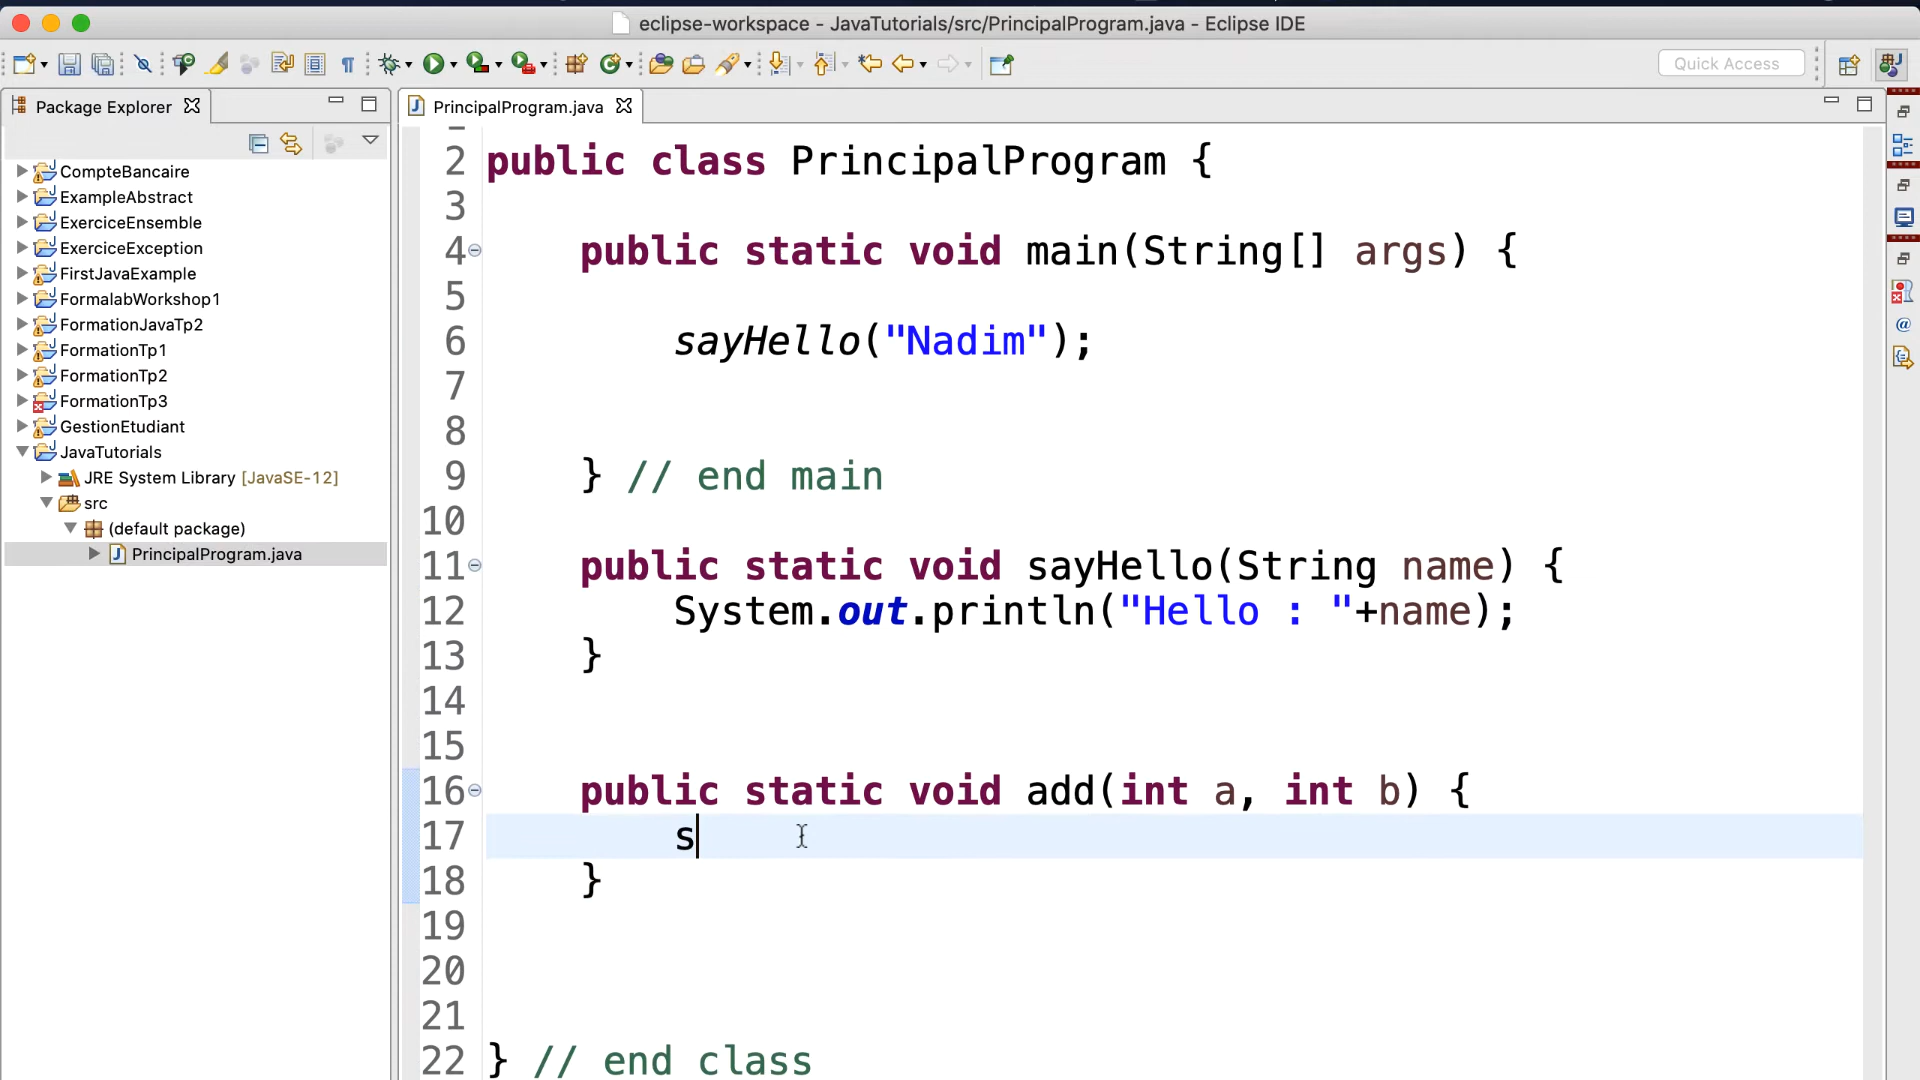 eclipse-workspace - JavaTutorials/src/PrincipalProgram.java - Eclipse IDE
Quick Access
Package Explorer
PrincipalProgram.java
CompteBancaire
ExampleAbstract
ExerciceEnsemble
ExerciceException
FirstJavaExample
FormalabWorkshop1
FormationJavaTp2
FormationTp1
FormationTp2
FormationTp3
GestionEtudiant
JavaTutorials
JRE System Library [JavaSE-12]
src
(default package)
PrincipalProgram.java
2 public class PrincipalProgram {
3
4 public static void main(String[] args) {
5
6 sayHello("Nadim");
7
8
9 } // end main
10
11 public static void sayHello(String name) {
12 System.out.println("Hello : "+name);
13 }
14
15
16 public static void add(int a, int b) {
17 s
18 }
19
20
21
22 } // end class